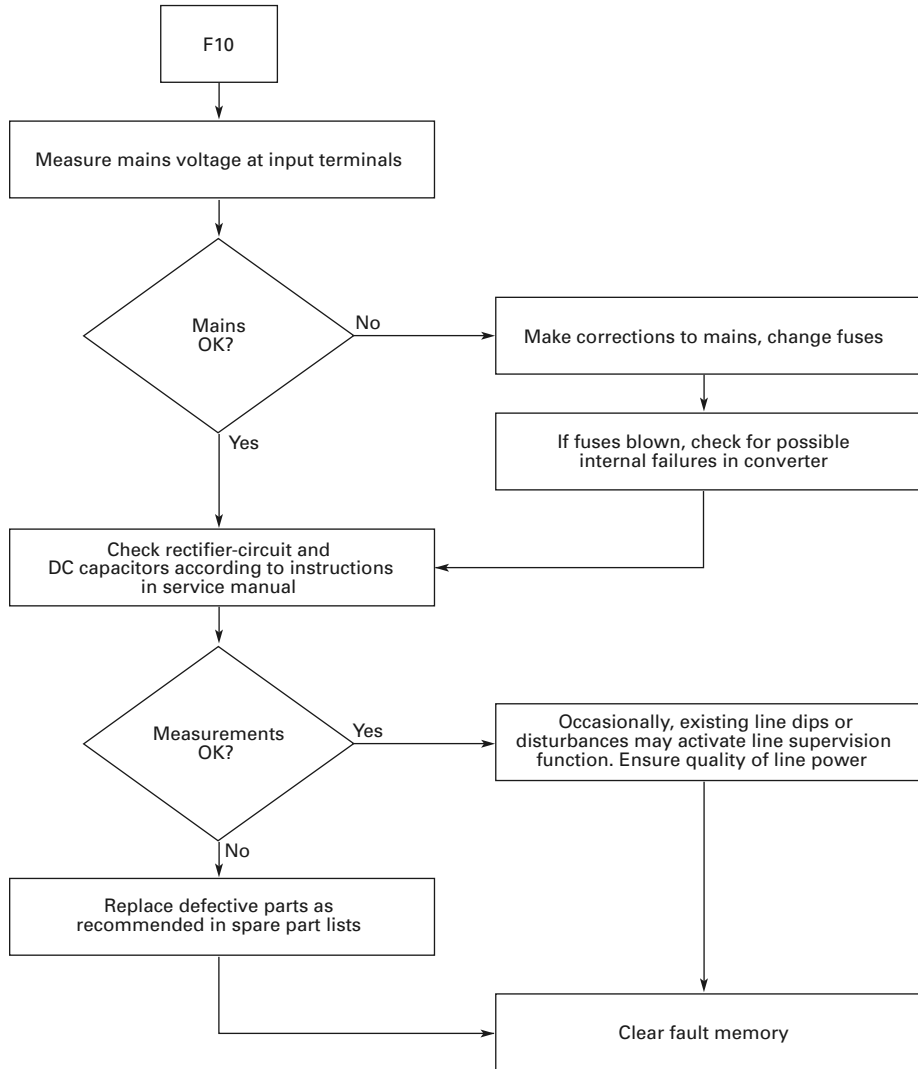 F10
Measure mains voltage at input terminals
Mains
OK?
No
Make corrections to mains, change fuses
Yes
If fuses blown, check for possible
internal failures in converter
Check rectifier-circuit and
DC capacitors according to instructions
in service manual
Measurements
OK?
Yes
Occasionally, existing line dips or
disturbances may activate line supervision
function. Ensure quality of line power
No
Replace defective parts as
recommended in spare part lists
Clear fault memory